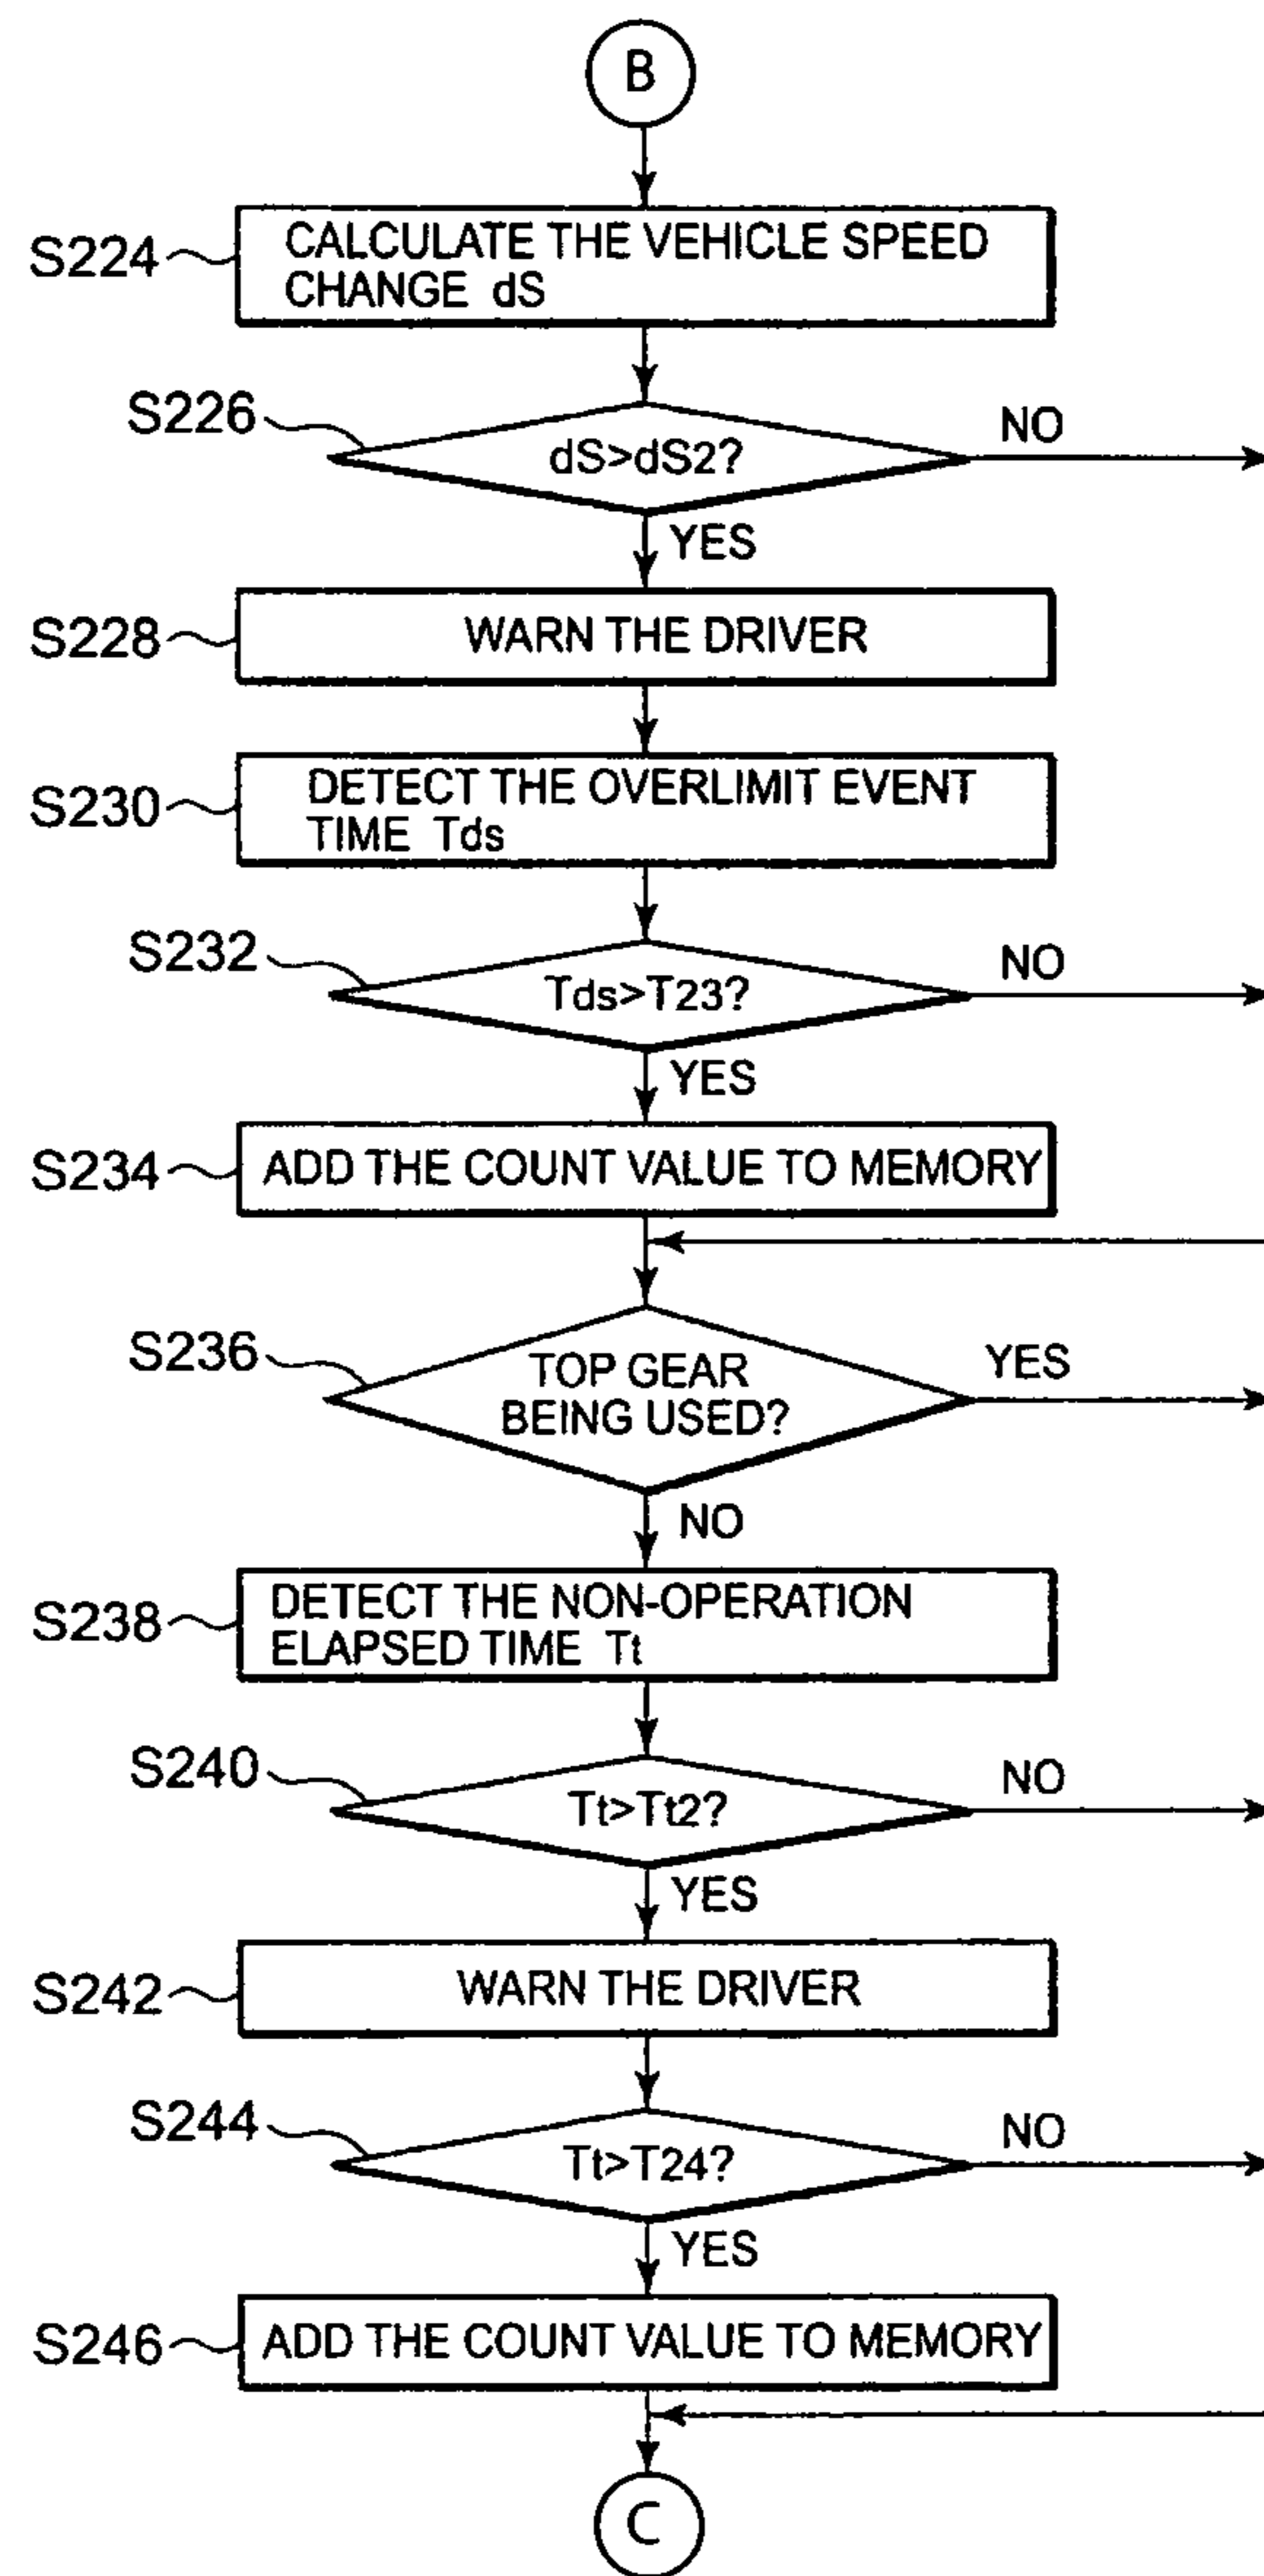 B
S224
CALCULATE THE VEHICLE SPEED
CHANGE dS
S226
dS>dS2?
NO
YES
S228
WARN THE DRIVER
S230
DETECT THE OVERLIMIT EVENT
TIME Tds
S232
Tds>T23?
NO
YES
S234
ADD THE COUNT VALUE TO MEMORY
S236
TOP GEAR
BEING USED?
YES
NO
S238
DETECT THE NON-OPERATION
ELAPSED TIME Tt
S240
Tt>Tt2?
NO
YES
S242
WARN THE DRIVER
S244
Tt>T24?
NO
YES
S246
ADD THE COUNT VALUE TO MEMORY
C